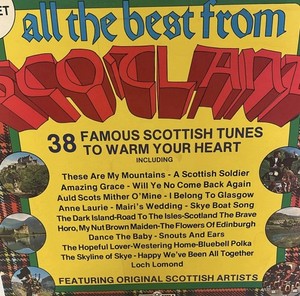 ET
all the best from
SCOTLAND
38 FAMOUS SCOTTISH TUNES
TO WARM YOUR HEART
INCLUDING
These Are My Mountains - A Scottish Soldier
Amazing Grace - Will Ye No Come Back Again
Auld Scots Mither O'Mine - I Belong To Glasgow
Anne Laurie - Mairi's Wedding - Skye Boat Song
The Dark Island-Road To The Isles-Scotland The Brave
Horo, My Nut Brown Maiden-The Flowers Of Edinburgh
Dance The Baby - Snouts And Ears
The Hopeful Lover-Westering Home-Bluebell Polka
The Skyline of Skye - Happy We've Been All Together
Loch Lomond
FEATURING ORIGINAL SCOTTISH ARTISTS